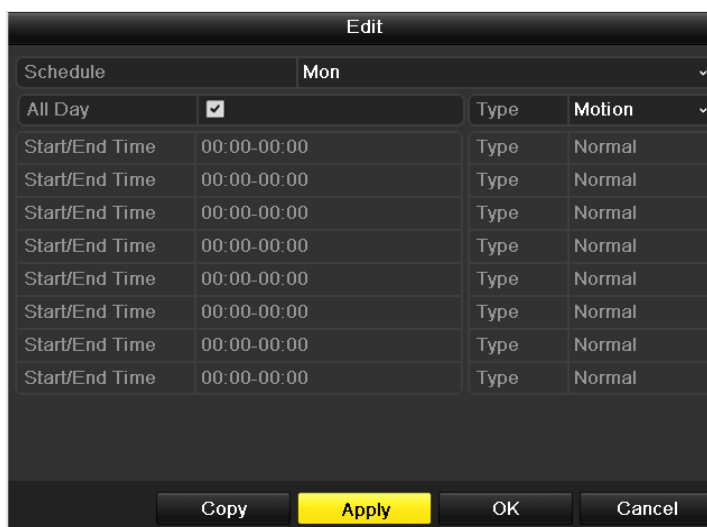 Edit
Schedule Mon
All Day Type Motion
Start/End Time 00:00-00:00 Type Normal
Start/End Time 00:00-00:00 Type Normal
Start/End Time 00:00-00:00 Type Normal
Start/End Time 00:00-00:00 Type Normal
Start/End Time 00:00-00:00 Type Normal
Start/End Time 00:00-00:00 Type Normal
Start/End Time 00:00-00:00 Type Normal
Start/End Time 00:00-00:00 Type Normal
Copy Apply OK Cancel